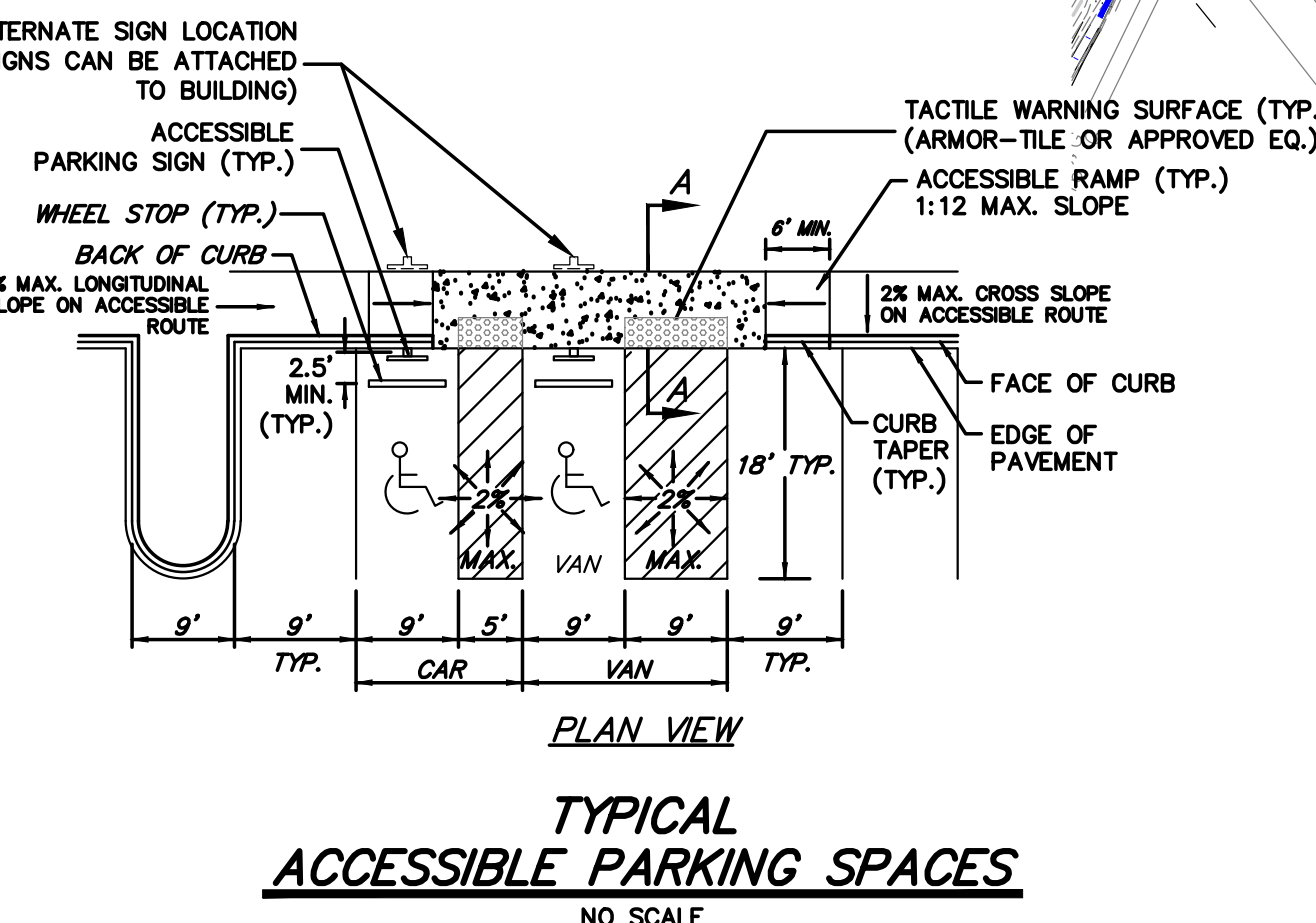 TERNATE SIGN LOCATION
IGNS CAN BE ATTACHED
TO BUILDING)
ACCESSIBLE
PARKING SIGN (TYP.)
WHEEL STOP (TYP.)
BACK OF CURB
% MAX. LONGITUDINAL
LOPE ON ACCESSIBLE
ROUTE
TACTILE WARNING SURFACE (TYP.
(ARMOR-TILE OR APPROVED EQ.)
ACCESSIBLE RAMP (TYP.)
1:12 MAX. SLOPE
A
6' MIN.
2% MAX. CROSS SLOPE
ON ACCESSIBLE ROUTE
2.5'
MIN.
(TYP.)
A
FACE OF CURB
CURB
TAPER
(TYP.)
EDGE OF
PAVEMENT
18' TYP.
2%
MAX.
VAN
2%
MAX.
9'
9'
TYP.
9'
5'
9'
9'
9'
TYP.
CAR
VAN
PLAN VIEW
TYPICAL
ACCESSIBLE PARKING SPACES
NO SCALE